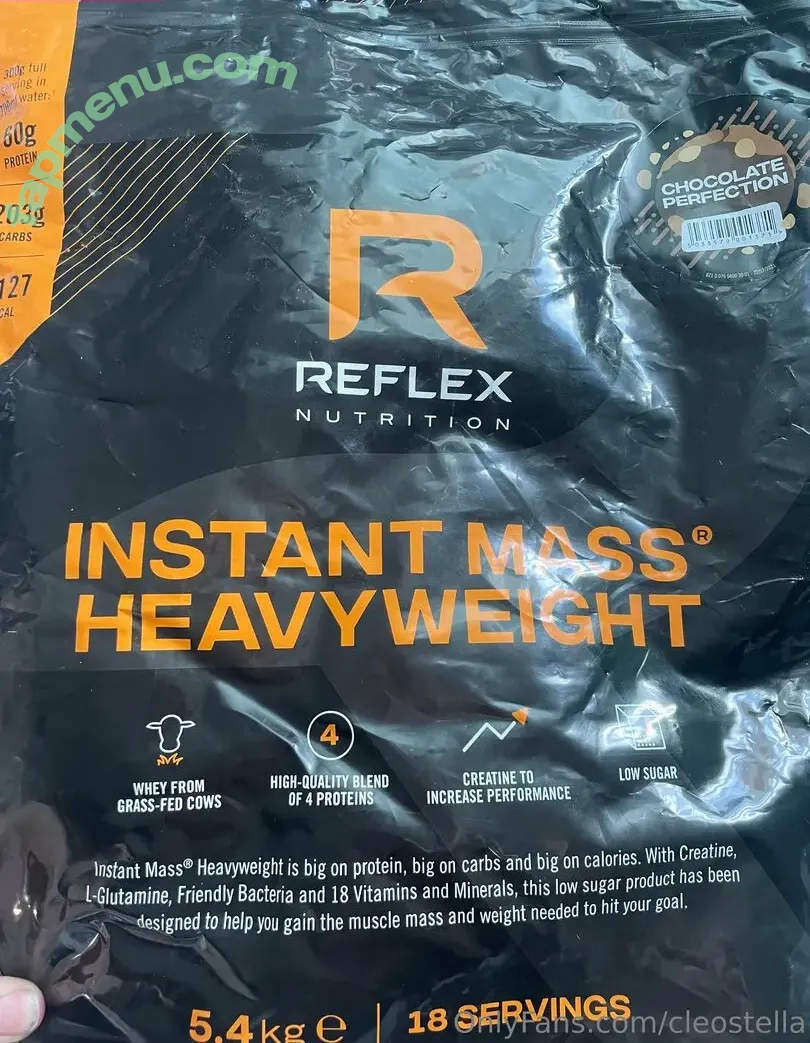 300g full
serving in
water.
60g
PROTEIN
203g
CARBS
127
CAL
apmenu.com
CHOCOLATE
PERFECTION
R
REFLEX
NUTRITION
INSTANT MASS®
HEAVYWEIGHT
WHEY FROM
GRASS-FED COWS
4
HIGH-QUALITY BLEND
OF 4 PROTEINS
CREATINE TO
INCREASE PERFORMANCE
LOW SUGAR
Instant Mass® Heavyweight is big on protein, big on carbs and big on calories. With Creatine,
L-Glutamine, Friendly Bacteria and 18 Vitamins and Minerals, this low sugar product has been
designed to help you gain the muscle mass and weight needed to hit your goal.
5.4kg e | 18 SERVINGS
OnlyFans.com/cleostella